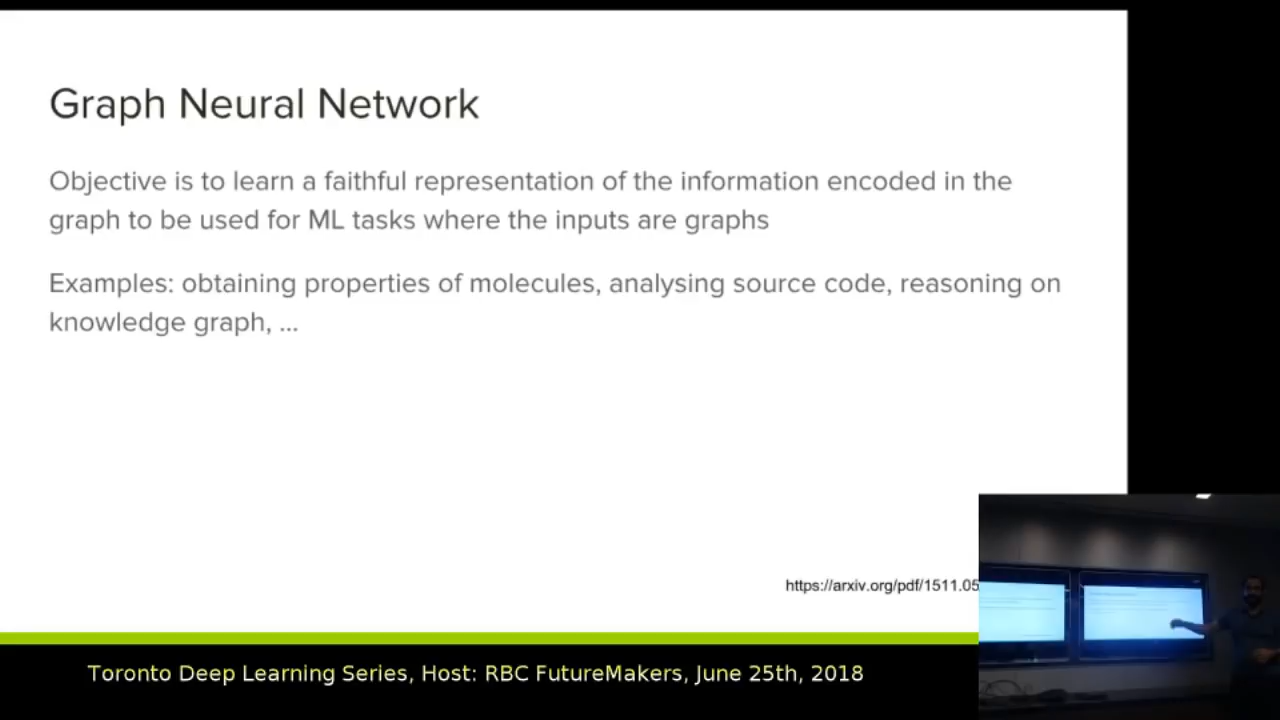 Graph Neural Network
Objective is to learn a faithful representation of the information encoded in the
graph to be used for ML tasks where the inputs are graphs
Examples: obtaining properties of molecules, analysing source code, reasoning on
knowledge graph, ...
https://arxiv.org/pdf/1511.05
Toronto Deep Learning Series, Host: RBC FutureMakers, June 25th, 2018